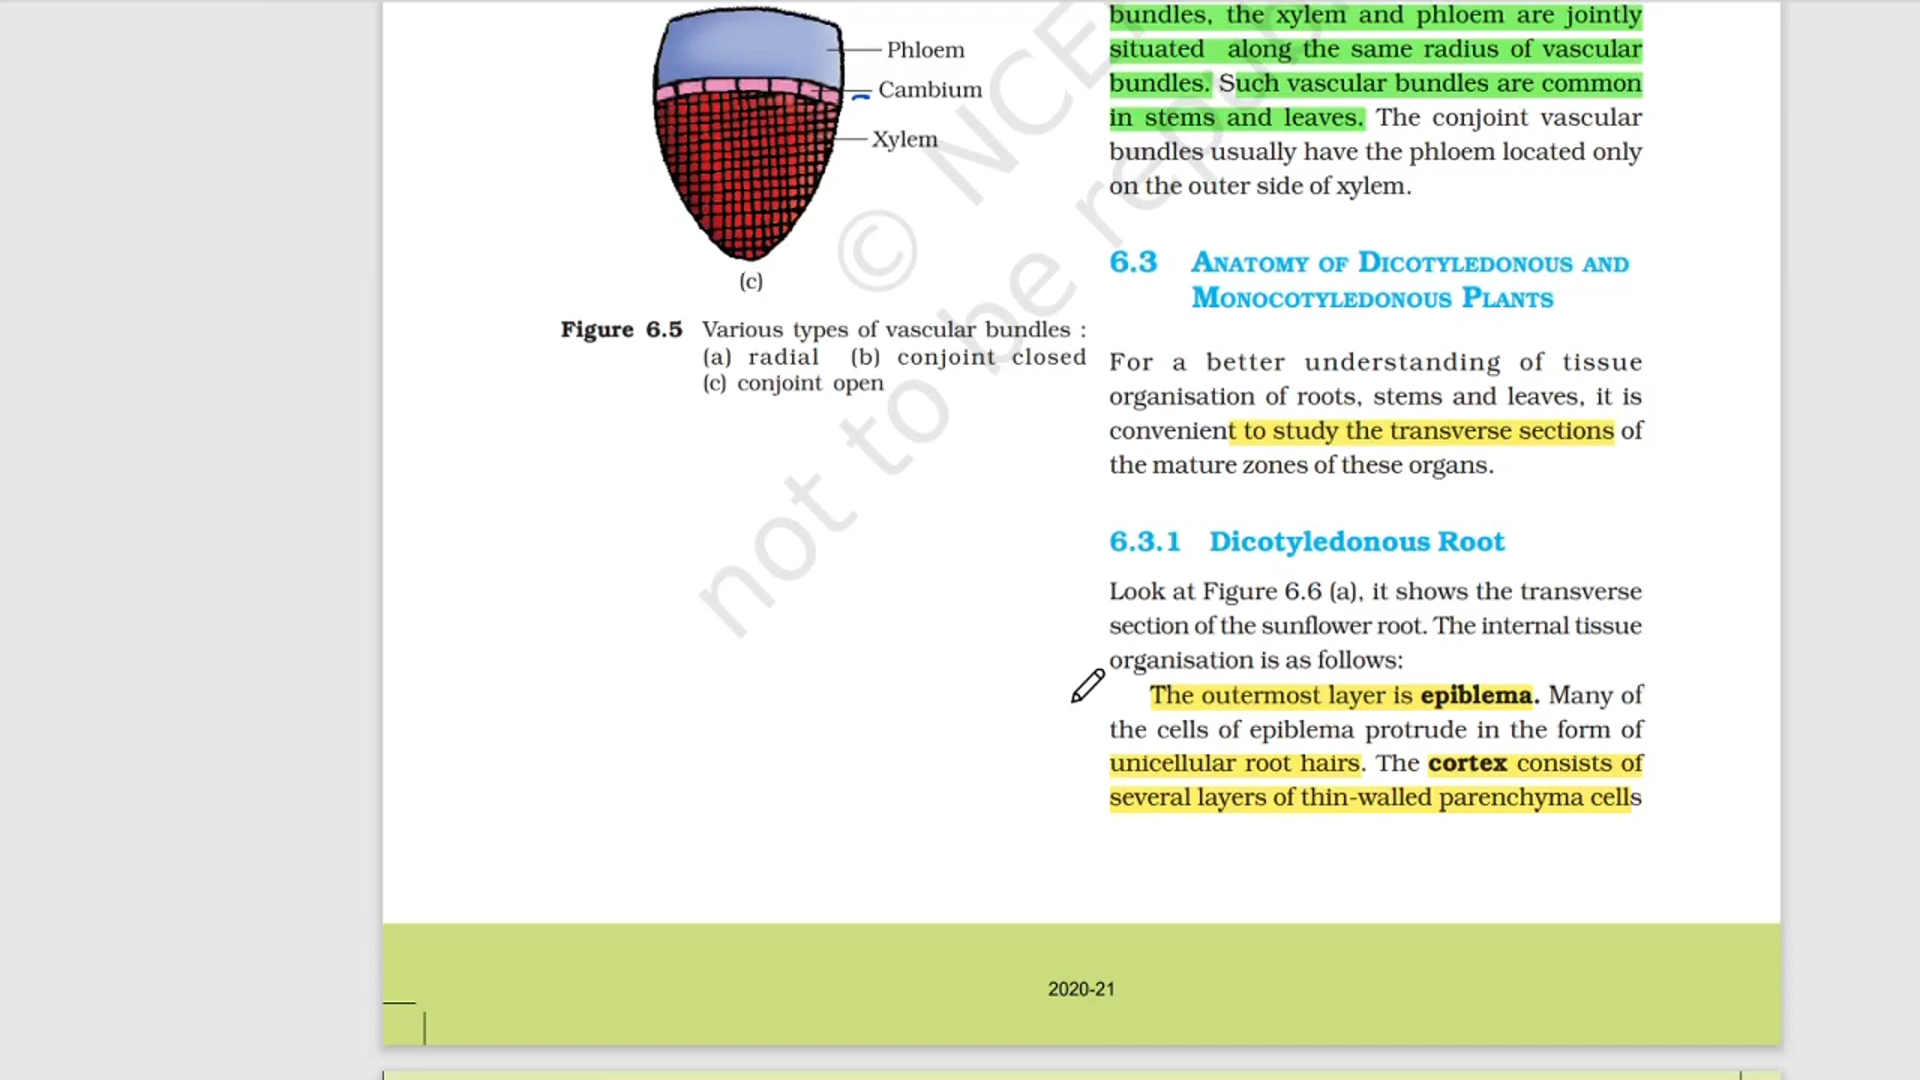 Phloem
Cambium
Xylem
(c)
Figure 6.5 Various types of vascular bundles :
(a) radial (b) conjoint closed
(c) conjoint open
bundles, the xylem and phloem are jointly
situated along the same radius of vascular
bundles. Such vascular bundles are common
in stems and leaves. The conjoint vascular
bundles usually have the phloem located only
on the outer side of xylem.
6.3 ANATOMY OF DICOTYLEDONOUS AND
MONOCOTYLEDONOUS PLANTS
For a better understanding of tissue
organisation of roots, stems and leaves, it is
convenient to study the transverse sections of
the mature zones of these organs.
6.3.1 Dicotyledonous Root
Look at Figure 6.6 (a), it shows the transverse
section of the sunflower root. The internal tissue
organisation is as follows:
The outermost layer is epiblema. Many of
the cells of epiblema protrude in the form of
unicellular root hairs. The cortex consists of
several layers of thin-walled parenchyma cells
© NCE
not to be repu
2020-21